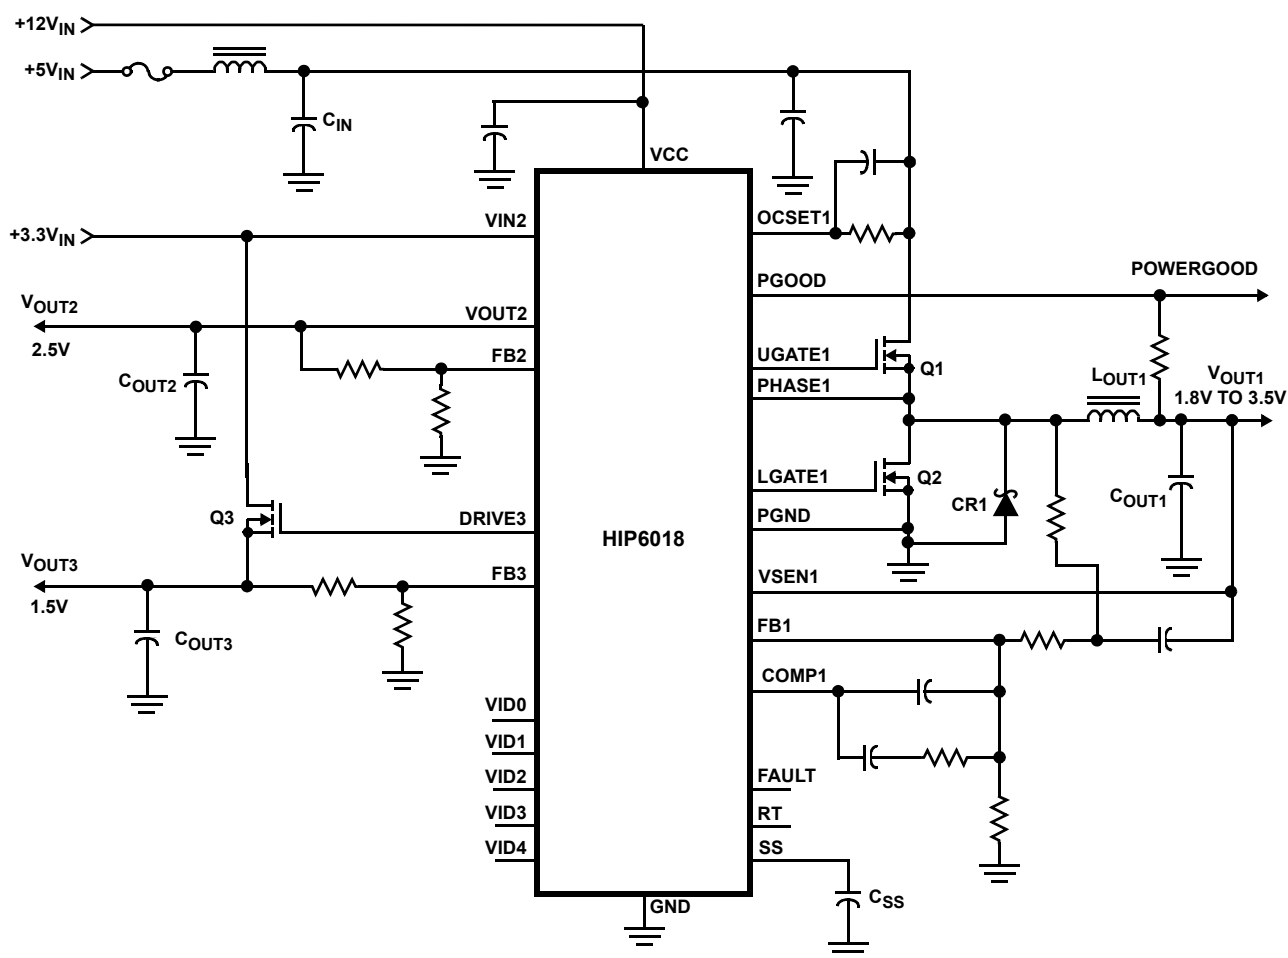 +12VIN
+5VIN
CIN
VCC
+3.3VIN
VIN2
OCSET1
PGOOD
POWERGOOD
VOUT2
2.5V
VOUT2
FB2
COUT2
UGATE1
Q1
PHASE1
LOUT1
VOUT1
1.8V TO 3.5V
LGATE1
Q2
CR1
COUT1
PGND
Q3
DRIVE3
HIP6018
VOUT3
1.5V
FB3
COUT3
VSEN1
FB1
COMP1
VID0
VID1
VID2
VID3
VID4
FAULT
RT
SS
CSS
GND